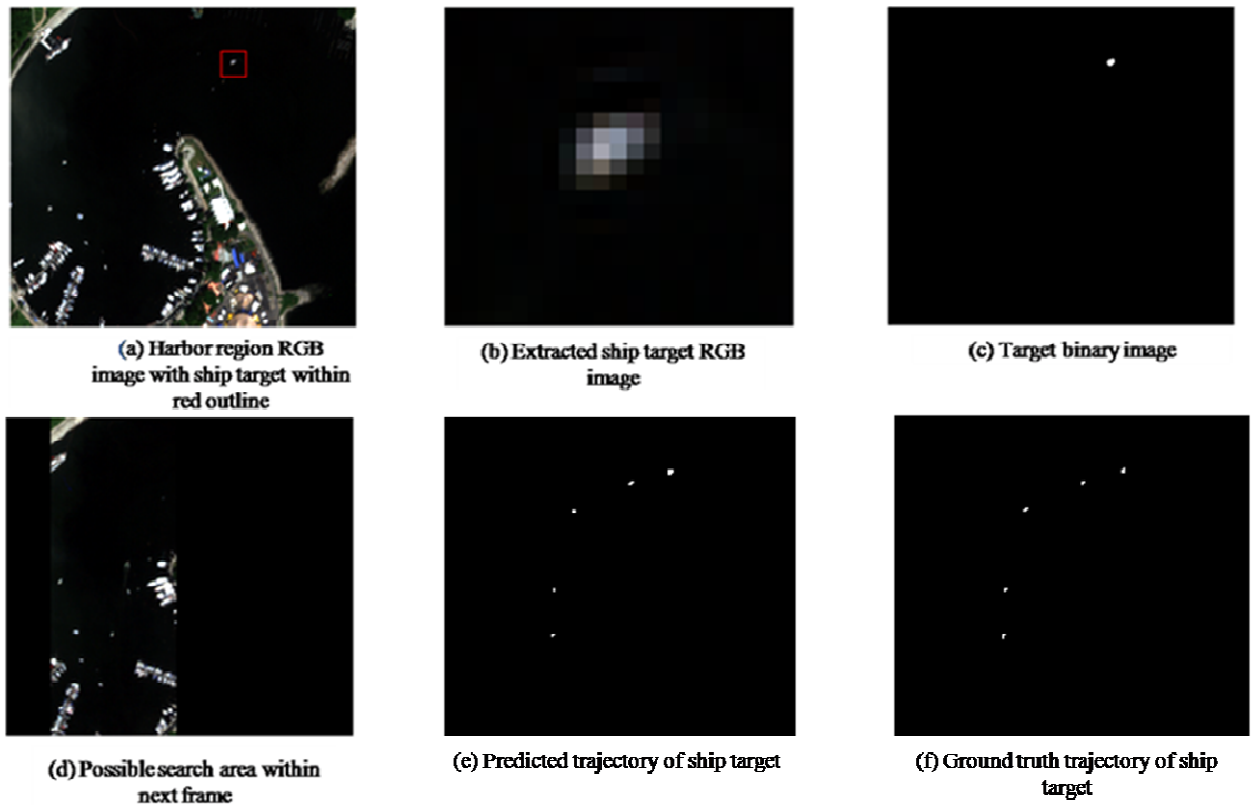 (a) Harbor region RGB
image with ship target within
red outline
(b) Extracted ship target RGB
image
(c) Target binary image
(d) Possible search area within
next frame
(e) Predicted trajectory of ship target
(f) Ground truth trajectory of ship
target